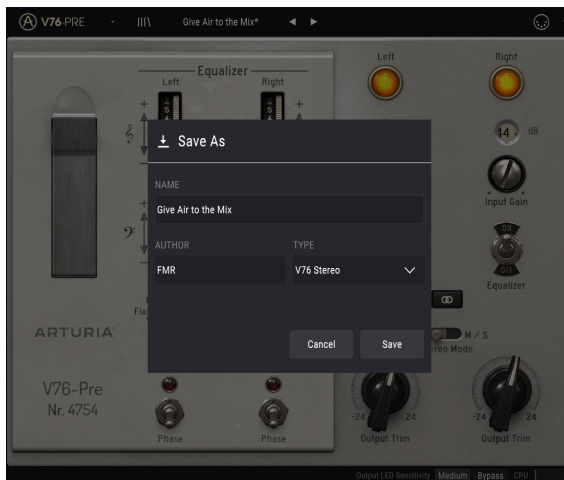 V76-PRE
Give Air to the Mix*
Left
Right
Equalizer
Left
Right
5
5
44
dB
Save As
NAME
Give Air to the Mix
Input Gain
ON
OFF
Equalizer
AUTHOR
TYPE
FMR
V76 Stereo
Cancel
Save
M / S
ARTURIA
V76-Pre
Nr. 4754
-24
24
-24
24
Phase
Phase
Output Trim
Output Trim
Output LED Sensitivity
Medium
Bypass
CPU